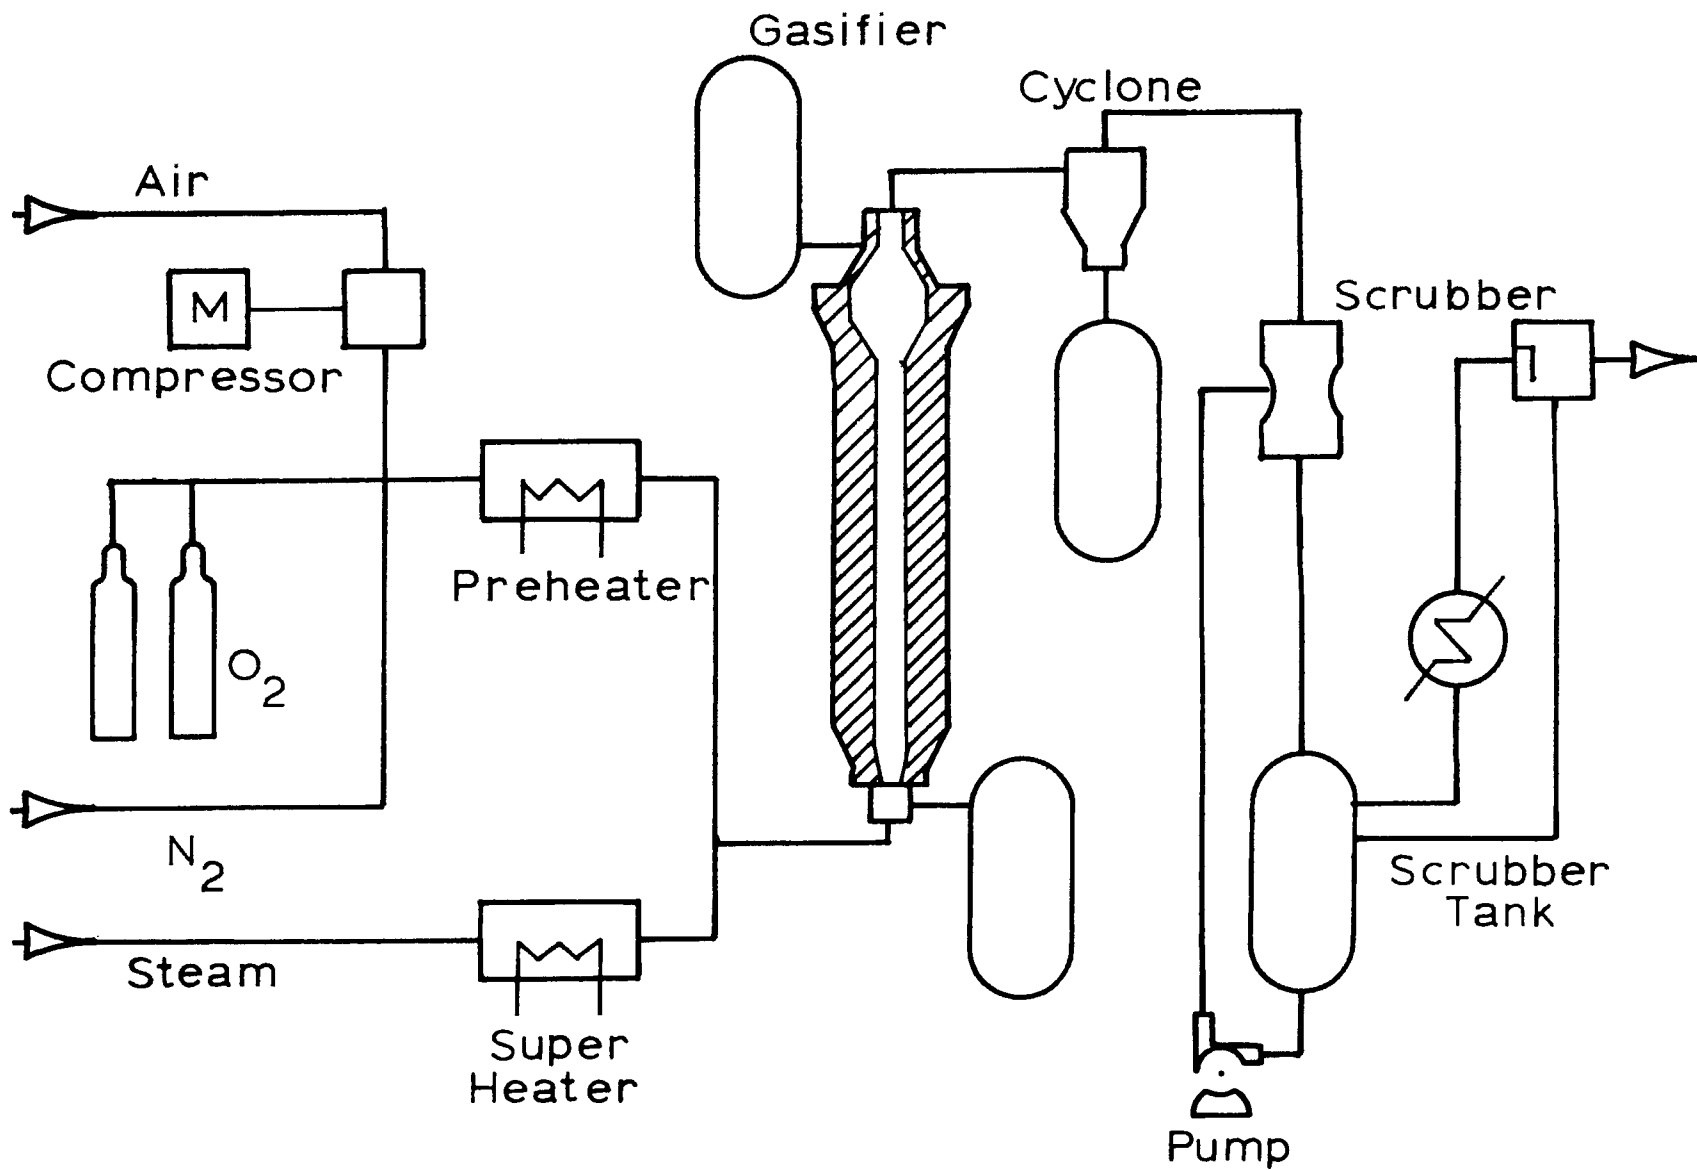 Gasifier
Cyclone
Air
M
Compressor
Scrubber
Preheater
O2
N2
Scrubber
Tank
Steam
Super
Heater
Pump